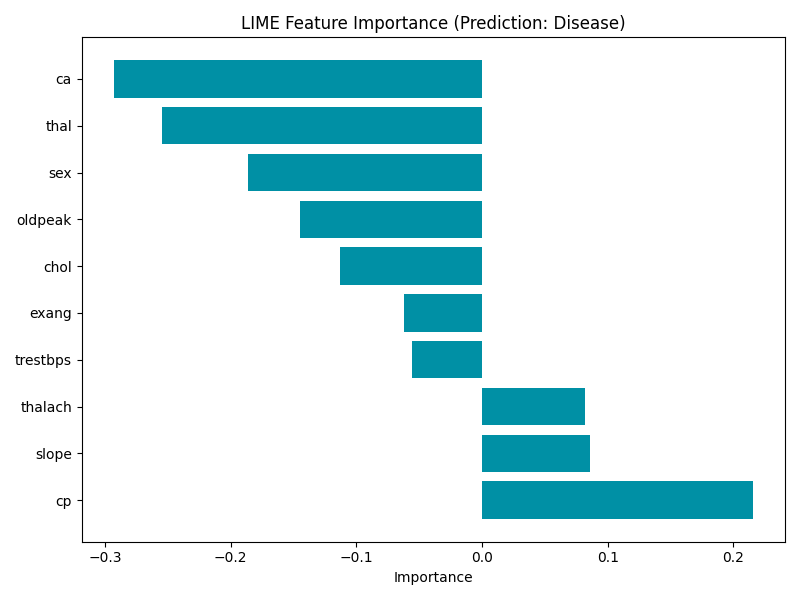 LIME Feature Importance (Prediction: Disease)
ca
thal
sex
oldpeak
chol
exang
trestbps
thalach
slope
cp
−0.3 −0.2 −0.1 0.0 0.1 0.2
Importance